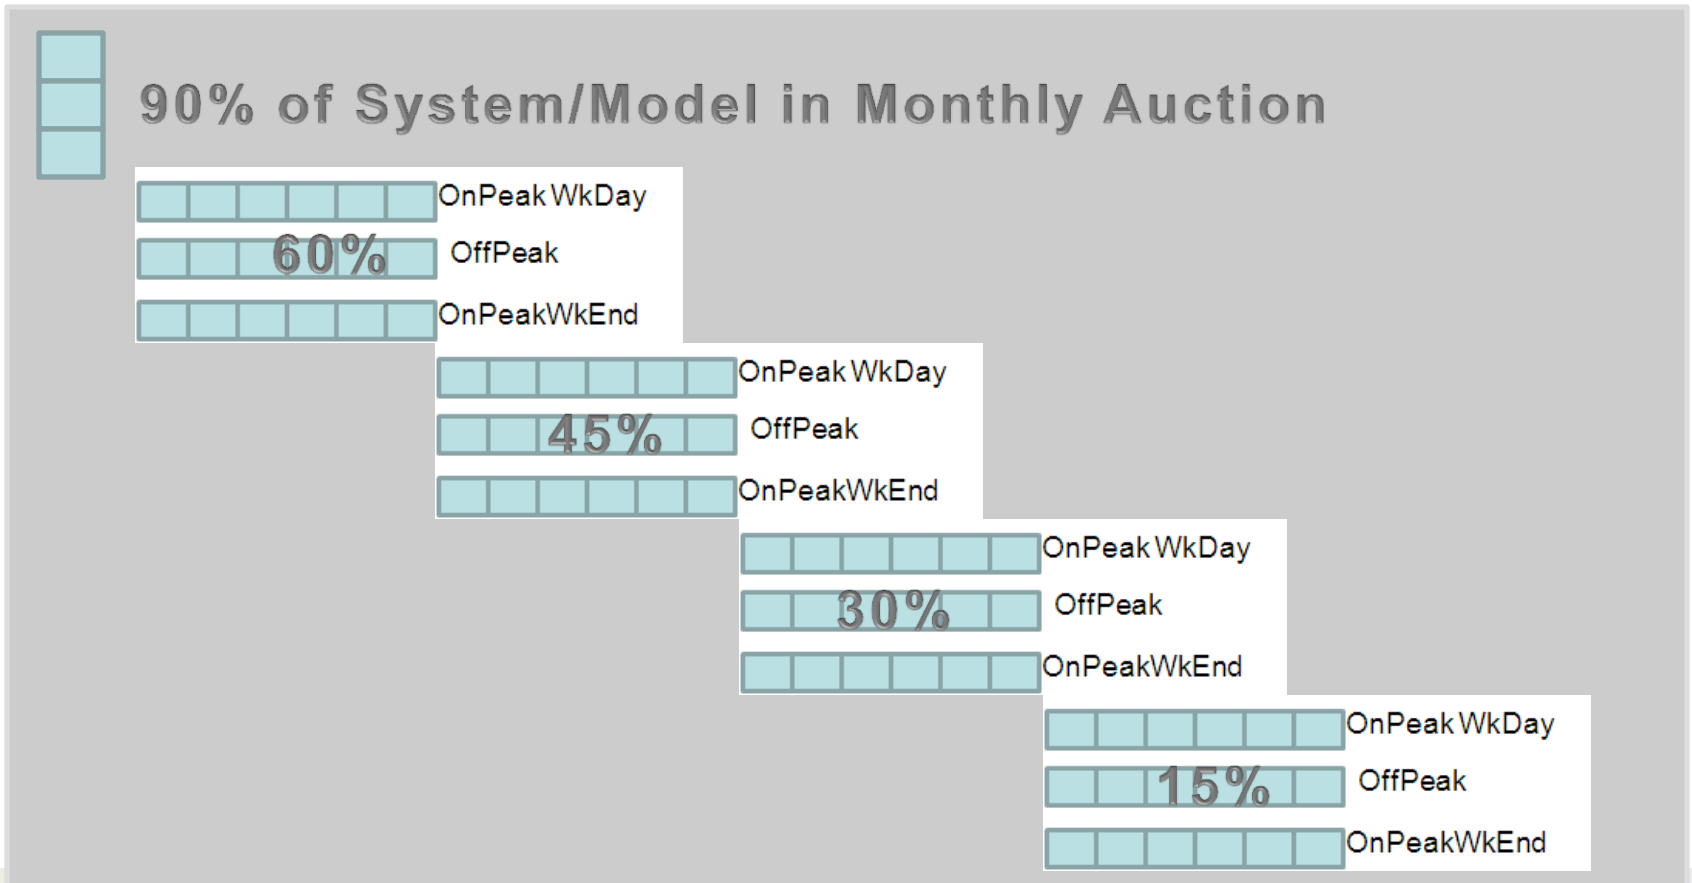 90% of System/Model in Monthly Auction
OnPeak WkDay
60% OffPeak
OnPeakWkEnd
OnPeak WkDay
45% OffPeak
OnPeakWkEnd
OnPeak WkDay
30% OffPeak
OnPeakWkEnd
OnPeak WkDay
15% OffPeak
OnPeakWkEnd